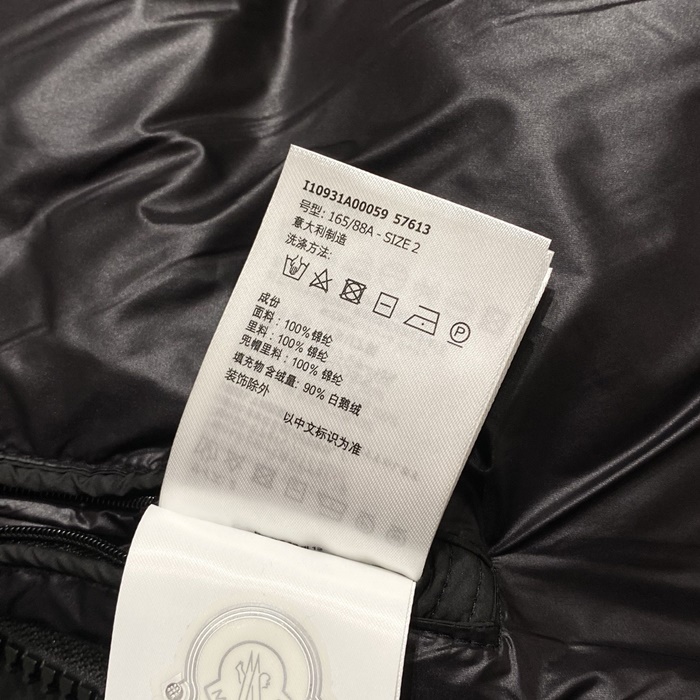 I10931A00059 57613
号型: 165/88A - SIZE 2
意大利制造
洗涤方法:
P
成份
面料 : 100% 锦纶
里料 : 100% 锦纶
兜帽里料 : 100% 锦纶
填充物 含绒量: 90% 白鹅绒
装饰除外
以中文标识为准